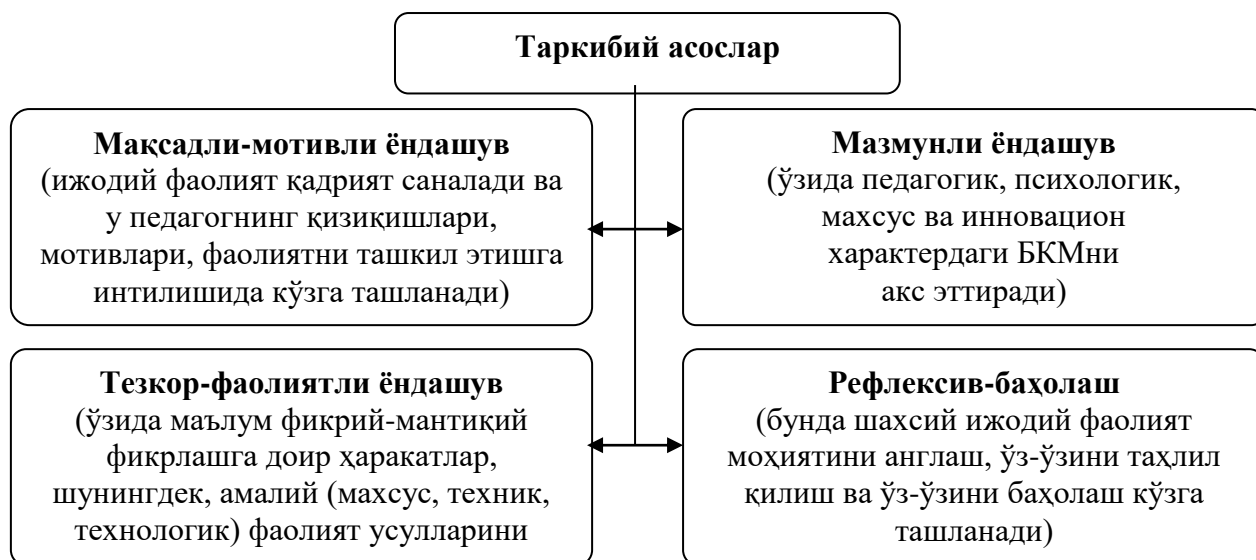 Таркибий асослар
Мақсадли-мотивли ёндашув
(ижодий фаолият қадрият саналади ва
у педагогнинг қизиқишлари,
мотивлари, фаолиятни ташкил этишга
интилишида кўзга ташланади)
Мазмунли ёндашув
(ўзида педагогик, психологик,
махсус ва инновацион
характердаги БКМни
акс эттиради)
Тезкор-фаолиятли ёндашув
(ўзида маълум фикрий-мантиқий
фикрлашга доир ҳаракатлар,
шунингдек, амалий (махсус, техник,
технологик) фаолият усулларини
Рефлексив-баҳолаш
(бунда шахсий ижодий фаолият
моҳиятини англаш, ўз-ўзини таҳлил
қилиш ва ўз-ўзини баҳолаш кўзга
ташланади)